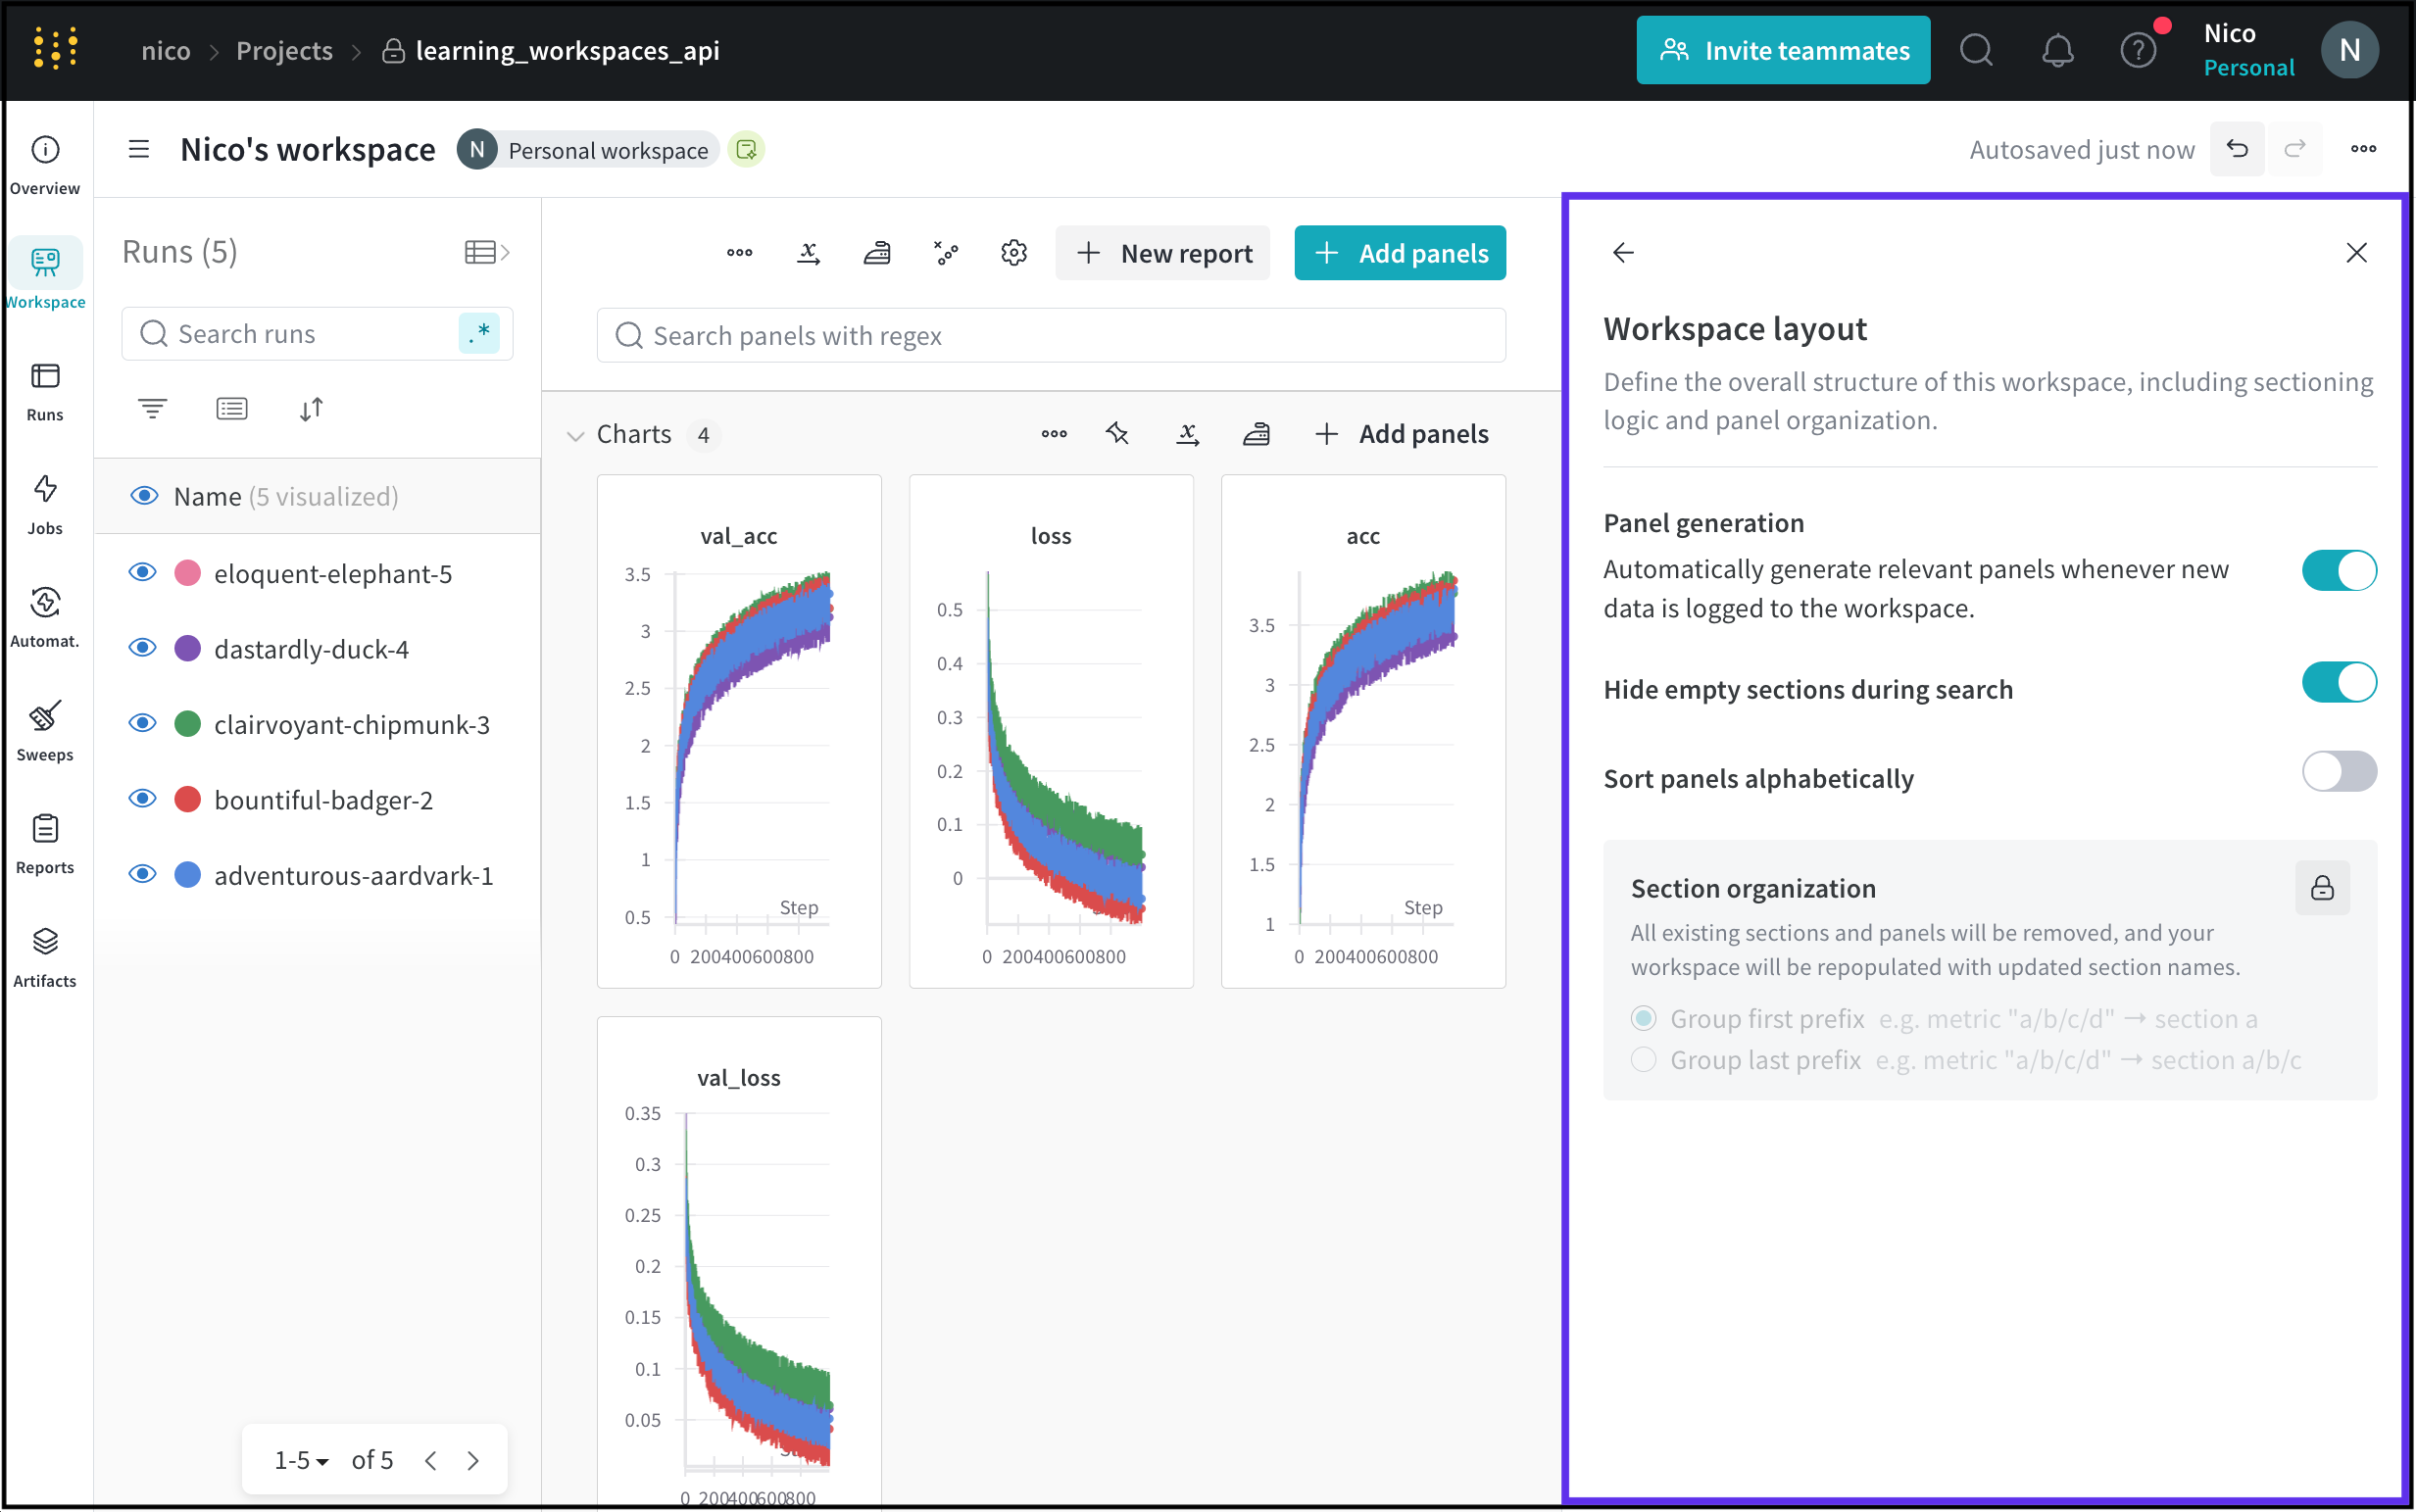 nico > Projects > learning_workspaces_api
Invite teammates
Nico
Personal
N
Overview
Workspace
Runs
Jobs
Automat.
Sweeps
Reports
Artifacts
Nico's workspace
N Personal workspace
Autosaved just now
Runs (5)
Search runs
.*
Name (5 visualized)
eloquent-elephant-5
dastardly-duck-4
clairvoyant-chipmunk-3
bountiful-badger-2
adventurous-aardvark-1
1-5 of 5
New report
Add panels
Search panels with regex
Charts 4
Add panels
val_acc
3.5
3
2.5
2
1.5
1
0.5
Step
0 200400600800
loss
0.5
0.4
0.3
0.2
0.1
0
0 200400600800
acc
3.5
3
2.5
2
1.5
1
Step
0 200400600800
val_loss
0.35
0.3
0.25
0.2
0.15
0.1
0.05
0 200400600800
Workspace layout
Define the overall structure of this workspace, including sectioning
logic and panel organization.
Panel generation
Automatically generate relevant panels whenever new
data is logged to the workspace.
Hide empty sections during search
Sort panels alphabetically
Section organization
All existing sections and panels will be removed, and your
workspace will be repopulated with updated section names.
Group first prefix e.g. metric "a/b/c/d" → section a
Group last prefix e.g. metric "a/b/c/d" → section a/b/c